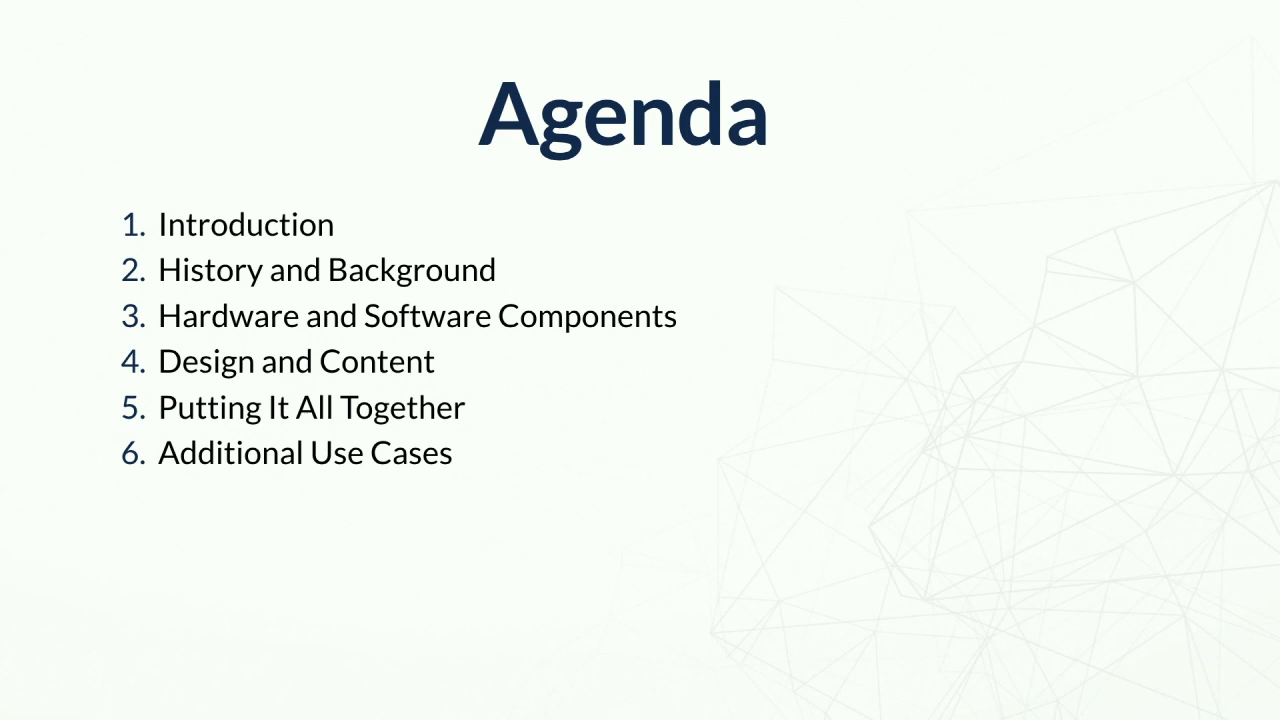 Agenda
1. Introduction
2. History and Background
3. Hardware and Software Components
4. Design and Content
5. Putting It All Together
6. Additional Use Cases